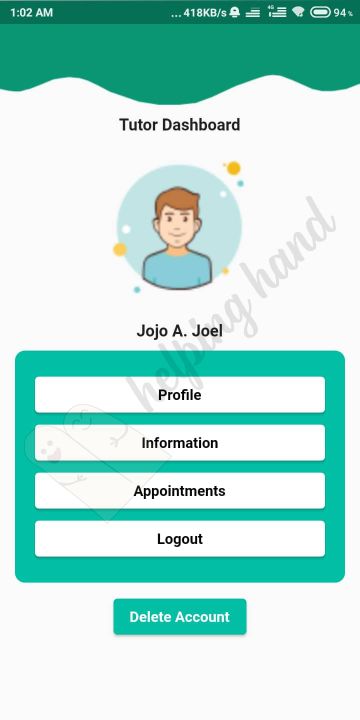 1:02 AM ... 418KB/s 4G 94%
Tutor Dashboard
Jojo A. Joel
helping hand
Profile
Information
Appointments
Logout
Delete Account